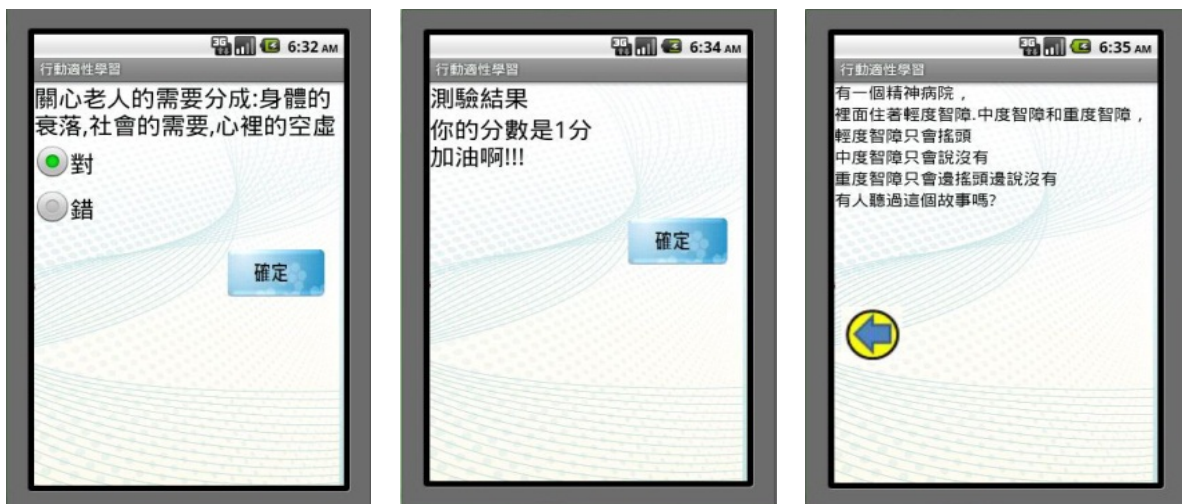 6:32 AM
行動適性學習
關心老人的需要分成:身體的
衰落,社會的需要,心裡的空虛
對
錯
確定
6:34 AM
行動適性學習
測驗結果
你的分數是1分
加油啊!!!
確定
6:35 AM
行動適性學習
有一個精神病院，
裡面住著輕度智障.中度智障和重度智障，
輕度智障只會搖頭
中度智障只會說沒有
重度智障只會邊搖頭邊說沒有
有人聽過這個故事嗎?